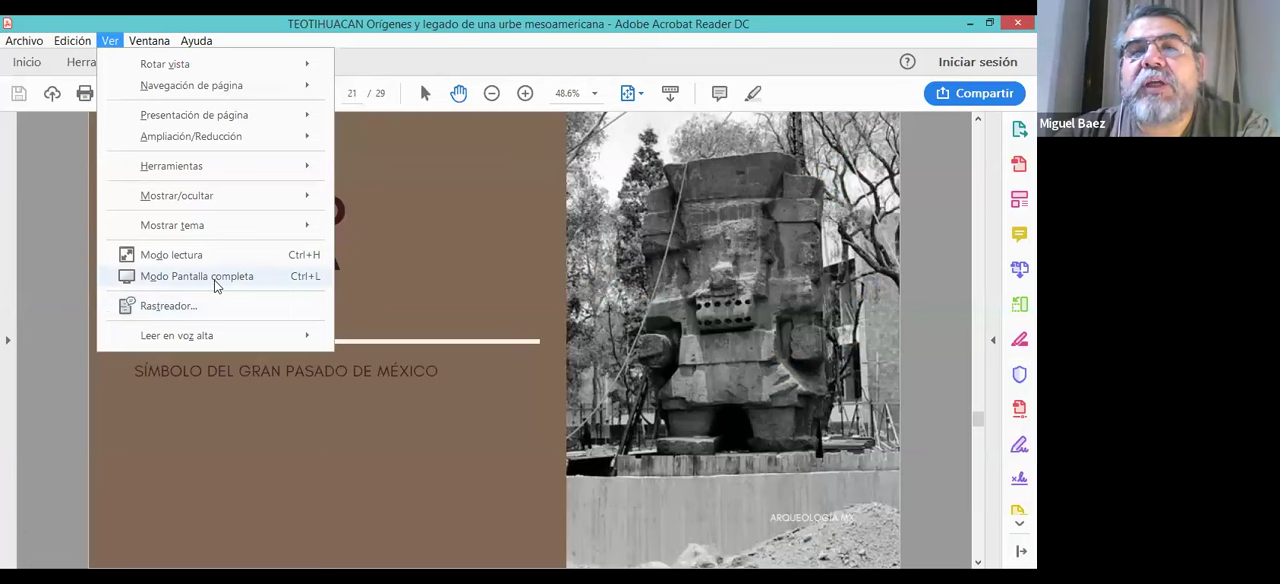 TEOTIHUACAN Orígenes y legado de una urbe mesoamericana - Adobe Acrobat Reader DC
Archivo Edición Ver Ventana Ayuda
Inicio Herra Iniciar sesión
21 / 29 48.6% Compartir
Rotar vista
Navegación de página
Presentación de página
Ampliación/Reducción
Herramientas
Mostrar/ocultar
Mostrar tema
Modo lectura Ctrl+H
Modo Pantalla completa Ctrl+L
Rastreador...
Leer en voz alta
SÍMBOLO DEL GRAN PASADO DE MÉXICO
ARQUEOLOGÍA MX
Miguel Baez